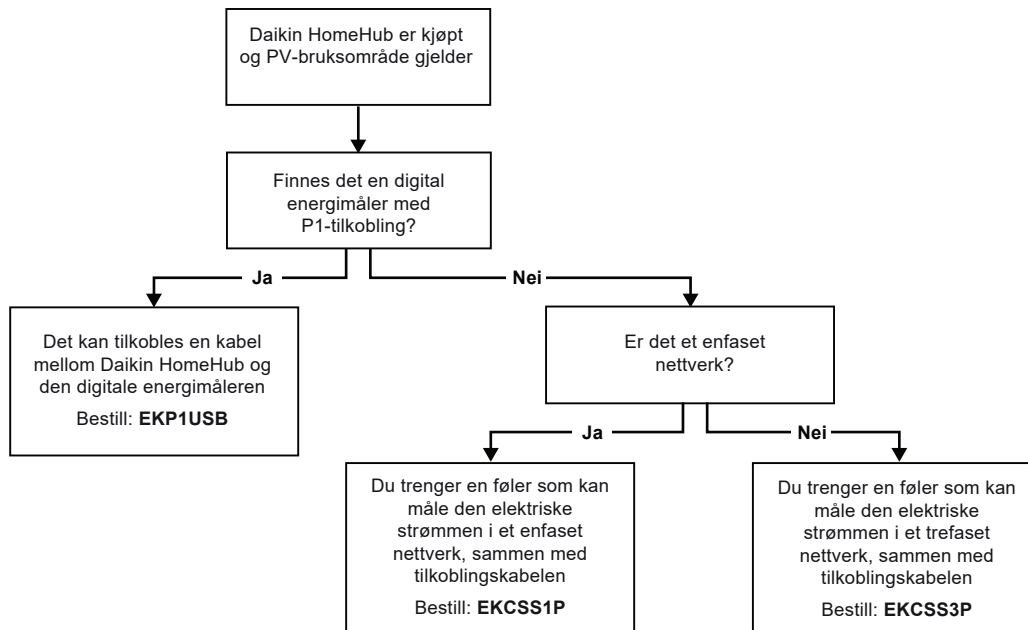 Daikin HomeHub er kjøpt
og PV-bruksområde gjelder
Finnes det en digital
energimåler med
P1-tilkobling?
Ja
Nei
Det kan tilkobles en kabel
mellom Daikin HomeHub og
den digitale energimåleren
Bestill: EKP1USB
Er det et enfaset
nettverk?
Ja
Nei
Du trenger en føler som kan
måle den elektriske
strømmen i et enfaset
nettverk, sammen med
tilkoblingskabelen
Bestill: EKCSS1P
Du trenger en føler som kan
måle den elektriske
strømmen i et trefaset
nettverk, sammen med
tilkoblingskabelen
Bestill: EKCSS3P